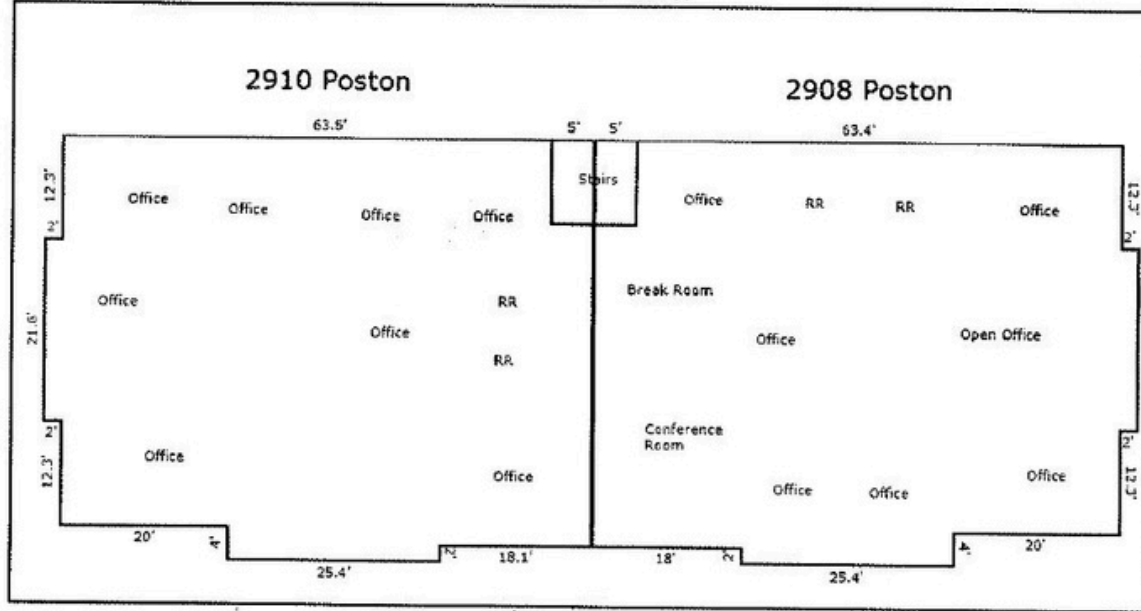 2910 Poston
2908 Poston
63.5'
5'
5'
63.4'
12.3'
Office
Office
Office
Office
Stairs
Office
RR
RR
Office
12.3'
2'
2'
Office
RR
Break Room
21.6'
Office
RR
Office
Open Office
2'
12.3'
Office
Office
Conference
Room
Office
Office
Office
2'
12.3'
20'
4'
25.4'
2'
18.1'
18'
2'
25.4'
4'
20'